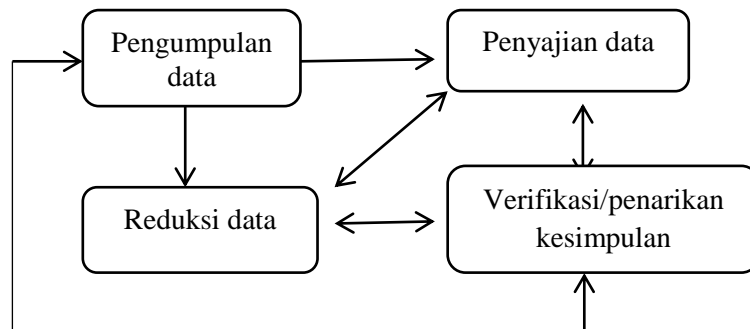 Pengumpulan
data
Penyajian data
Reduksi data
Verifikasi/penarikan
kesimpulan